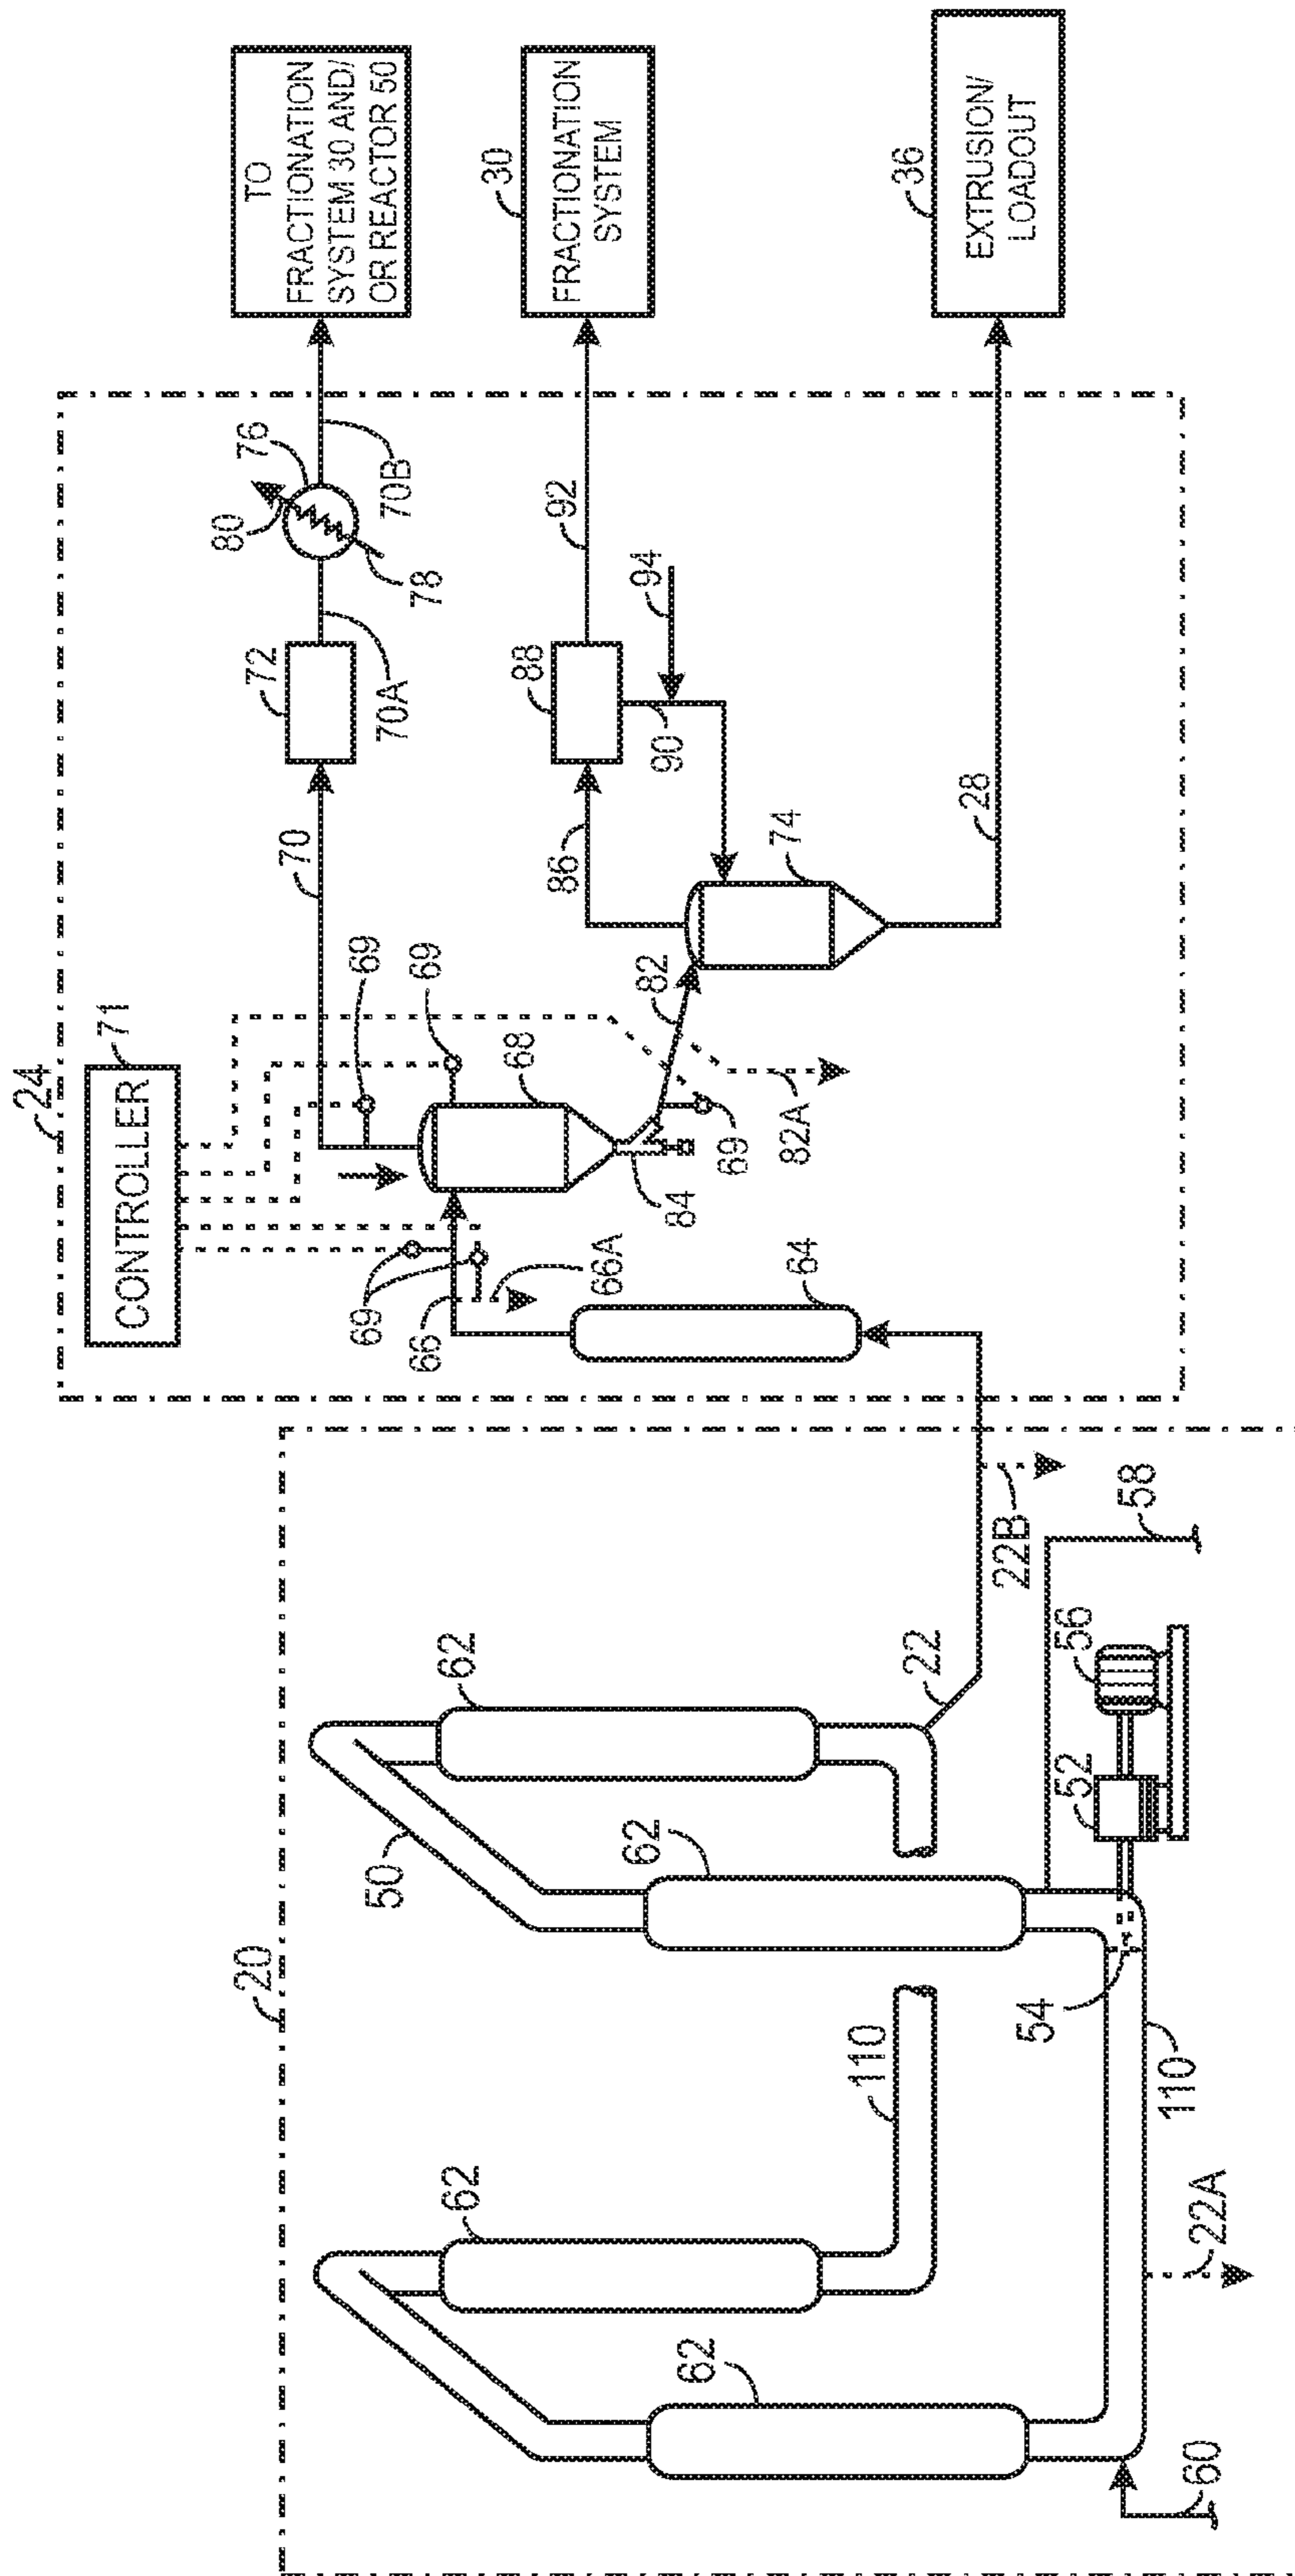 20
50
62
62
62
62
110
110
22A
60
54
52
56
58
22
22B
24
CONTROLLER
71
69
66
66A
64
68
69
69
69
84
82
82A
70
72
70A
76
80
78
70B
86
88
90
92
94
74
28
TO
FRACTIONATION
SYSTEM 30 AND/
OR REACTOR 50
30
FRACTIONATION
SYSTEM
36
EXTRUSION/
LOADOUT